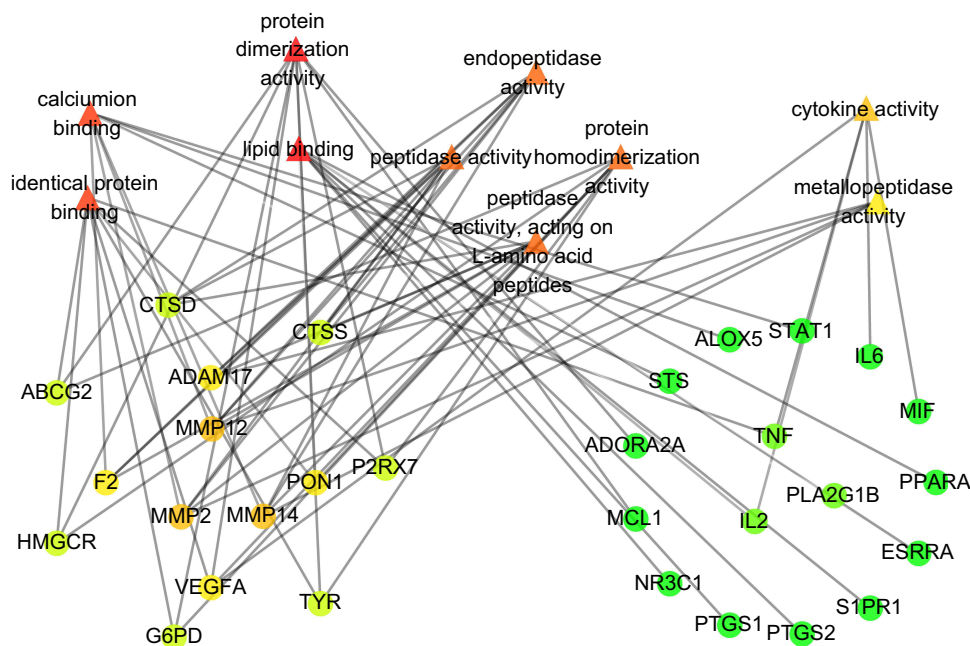 protein
dimerization
activity
endopeptidase
activity
calciumion
binding
cytokine activity
lipid binding
peptidase activity
protein
homodimerization
activity
identical protein
binding
metallopeptidase
activity
peptidase
activity, acting on
L-amino acid
peptides
CTSD
CTSS
ALOX5
STAT1
IL6
ABCG2
ADAM17
STS
MIF
MMP12
ADORA2A
TNF
F2
PON1
P2RX7
PLA2G1B
PPARA
HMGCR
MMP2
MMP14
MCL1
IL2
ESRRA
VEGFA
TYR
NR3C1
S1PR1
G6PD
PTGS1
PTGS2